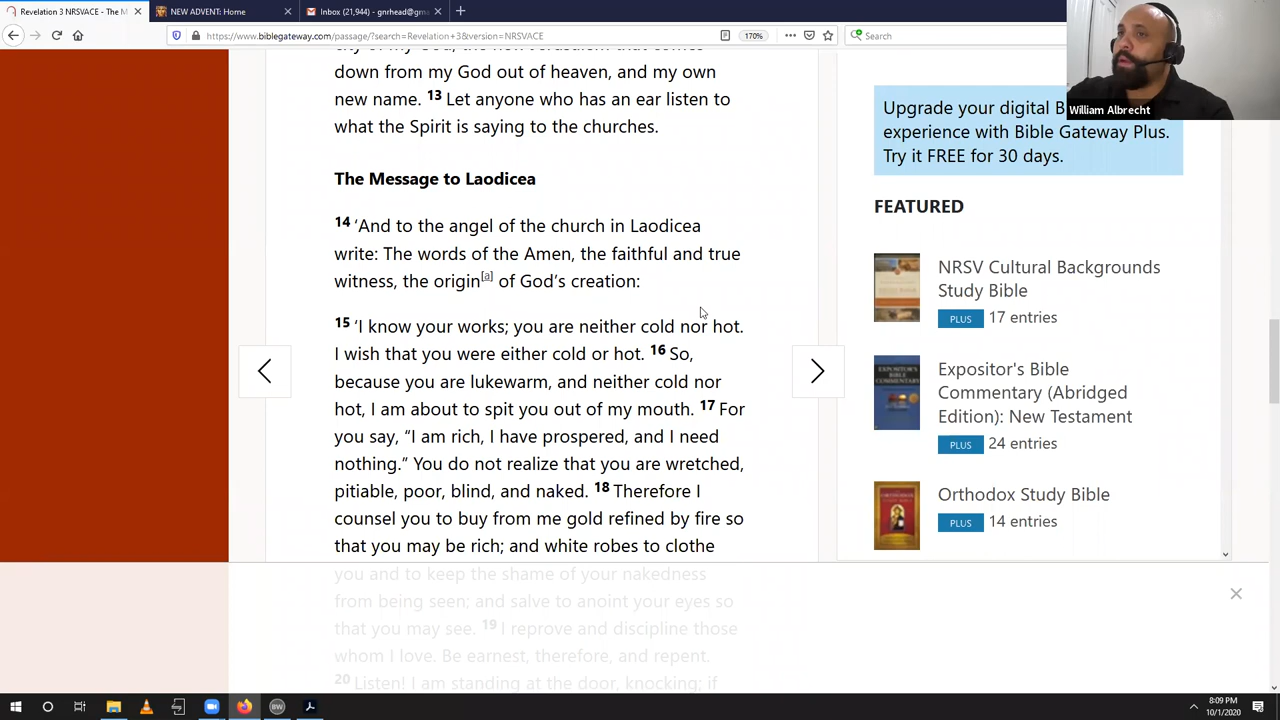 Revelation 3 NRSVACE - The M
NEW ADVENT: Home
Inbox (21,944) - gnrhead@gma
https://www.biblegateway.com/passage/?search=Revelation+3&version=NRSVACE
170%
Search
William Albrecht
down from my God out of heaven, and my own
new name. 13 Let anyone who has an ear listen to
what the Spirit is saying to the churches.
The Message to Laodicea
14 ‘And to the angel of the church in Laodicea
write: The words of the Amen, the faithful and true
witness, the origin[a] of God’s creation:
15 ‘I know your works; you are neither cold nor hot.
I wish that you were either cold or hot. 16 So,
because you are lukewarm, and neither cold nor
hot, I am about to spit you out of my mouth. 17 For
you say, “I am rich, I have prospered, and I need
nothing.” You do not realize that you are wretched,
pitiable, poor, blind, and naked. 18 Therefore I
counsel you to buy from me gold refined by fire so
that you may be rich; and white robes to clothe
you and to keep the shame of your nakedness
from being seen; and salve to anoint your eyes so
that you may see. 19 I reprove and discipline those
whom I love. Be earnest, therefore, and repent.
20 Listen! I am standing at the door, knocking; if
Upgrade your digital B
experience with Bible Gateway Plus.
Try it FREE for 30 days.
FEATURED
NRSV Cultural Backgrounds
Study Bible
PLUS 17 entries
Expositor's Bible
Commentary (Abridged
Edition): New Testament
PLUS 24 entries
Orthodox Study Bible
PLUS 14 entries
BW
8:09 PM
10/1/2020